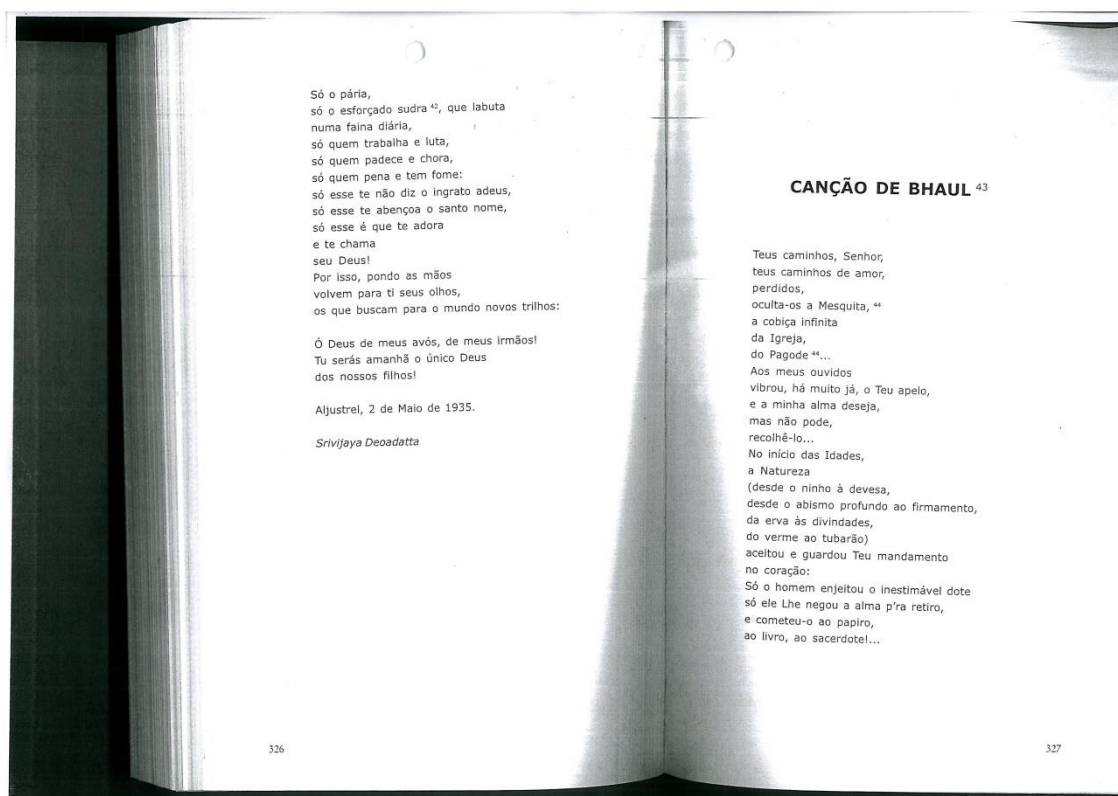 Só o pária,
só o esforçado sudra ⁴², que labuta
numa faina diária,
só quem trabalha e luta,
só quem padece e chora,
só quem pena e tem fome:
só esse te não diz o ingrato adeus,
só esse te abençoa o santo nome,
só esse é que te adora
e te chama
seu Deus!
Por isso, pondo as mãos
volvem para ti seus olhos,
os que buscam para o mundo novos trilhos:
Ó Deus de meus avós, de meus irmãos!
Tu serás amanhã o único Deus
dos nossos filhos!
Aljustrel, 2 de Maio de 1935.
Srivijaya Deoadatta
326
CANÇÃO DE BHAUL ⁴³
Teus caminhos, Senhor,
teus caminhos de amor,
perdidos,
oculta-os a Mesquita, ⁴⁴
a cobiça infinita
da Igreja,
do Pagode ⁴⁴...
Aos meus ouvidos
vibrou, há muito já, o Teu apelo,
e a minha alma deseja,
mas não pode,
recolhê-lo...
No início das Idades,
a Natureza
(desde o ninho à devesa,
desde o abismo profundo ao firmamento,
da erva às divindades,
do verme ao tubarão)
aceitou e guardou Teu mandamento
no coração:
Só o homem enjeitou o inestimável dote
só ele Lhe negou a alma p'ra retiro,
e cometeu-o ao papiro,
ao livro, ao sacerdote!...
327